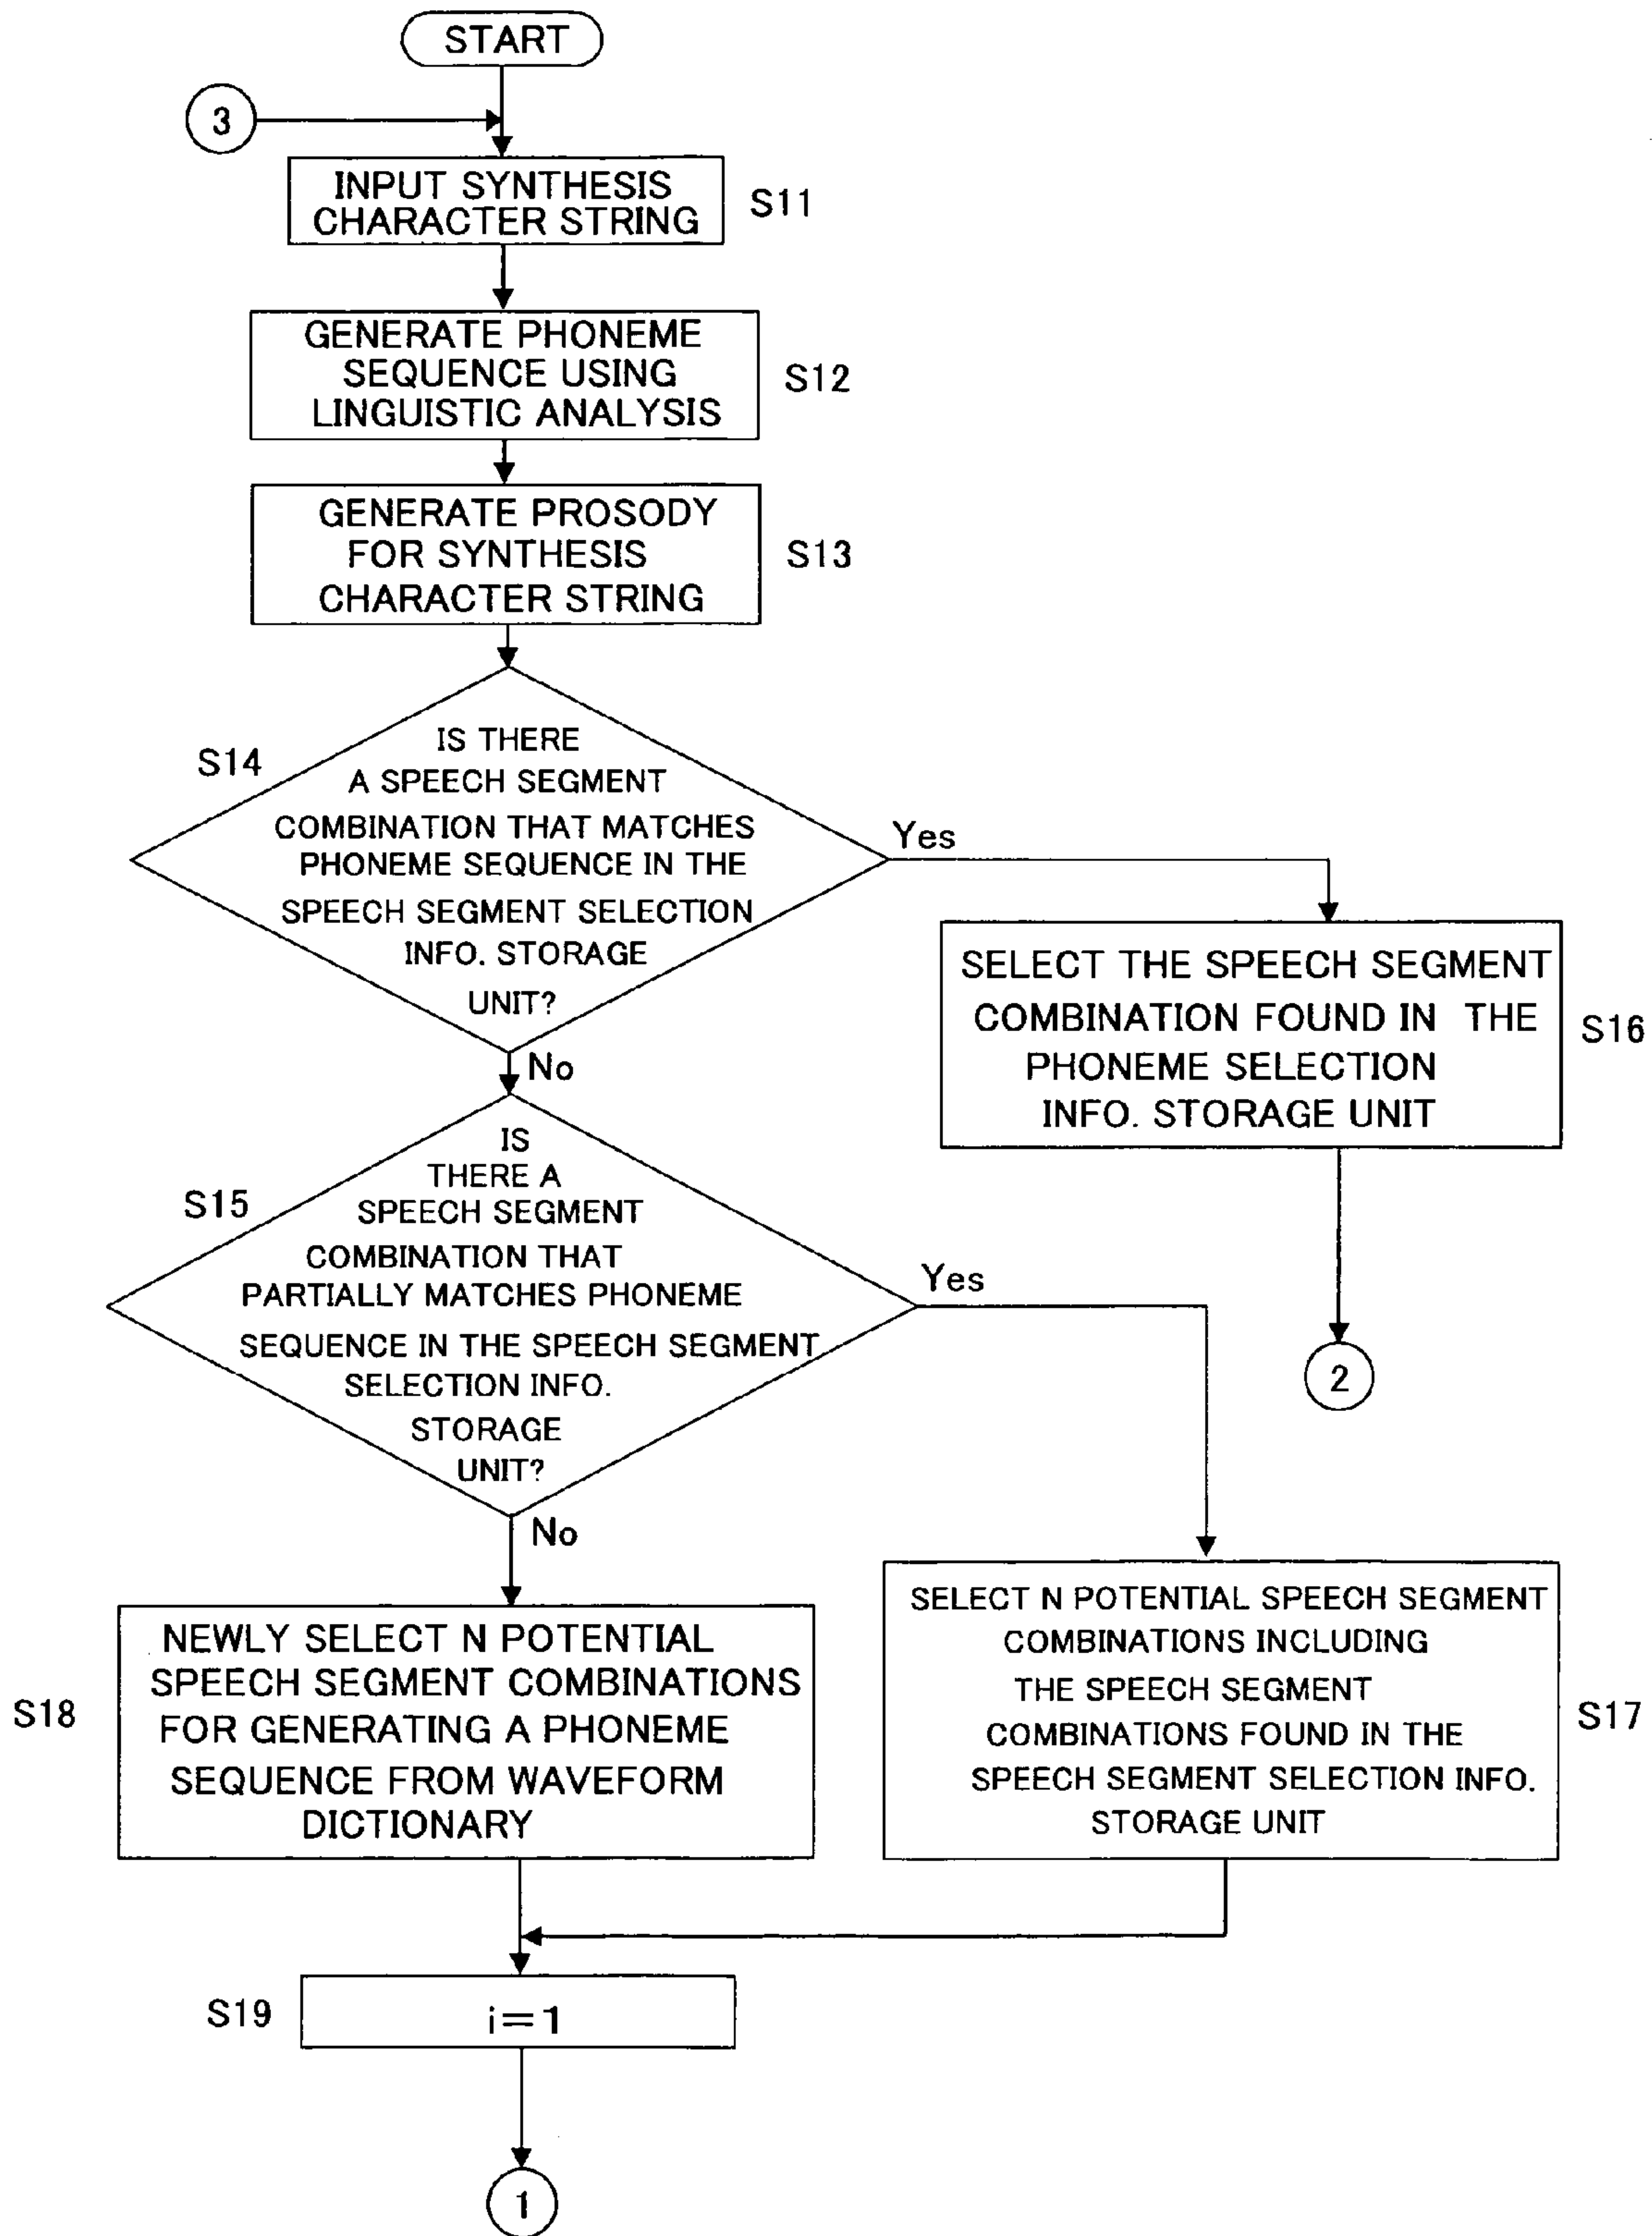 START
3
INPUT SYNTHESIS
CHARACTER STRING
S11
GENERATE PHONEME
SEQUENCE USING
LINGUISTIC ANALYSIS
S12
GENERATE PROSODY
FOR SYNTHESIS
CHARACTER STRING
S13
S14
IS THERE
A SPEECH SEGMENT
COMBINATION THAT MATCHES
PHONEME SEQUENCE IN THE
SPEECH SEGMENT SELECTION
INFO. STORAGE
UNIT?
Yes
No
SELECT THE SPEECH SEGMENT
COMBINATION FOUND IN THE
PHONEME SELECTION
INFO. STORAGE UNIT
S16
2
S15
IS
THERE A
SPEECH SEGMENT
COMBINATION THAT
PARTIALLY MATCHES PHONEME
SEQUENCE IN THE SPEECH SEGMENT
SELECTION INFO.
STORAGE
UNIT?
Yes
No
S18
NEWLY SELECT N POTENTIAL
SPEECH SEGMENT COMBINATIONS
FOR GENERATING A PHONEME
SEQUENCE FROM WAVEFORM
DICTIONARY
SELECT N POTENTIAL SPEECH SEGMENT
COMBINATIONS INCLUDING
THE SPEECH SEGMENT
COMBINATIONS FOUND IN THE
SPEECH SEGMENT SELECTION INFO.
STORAGE UNIT
S17
S19
i=1
1